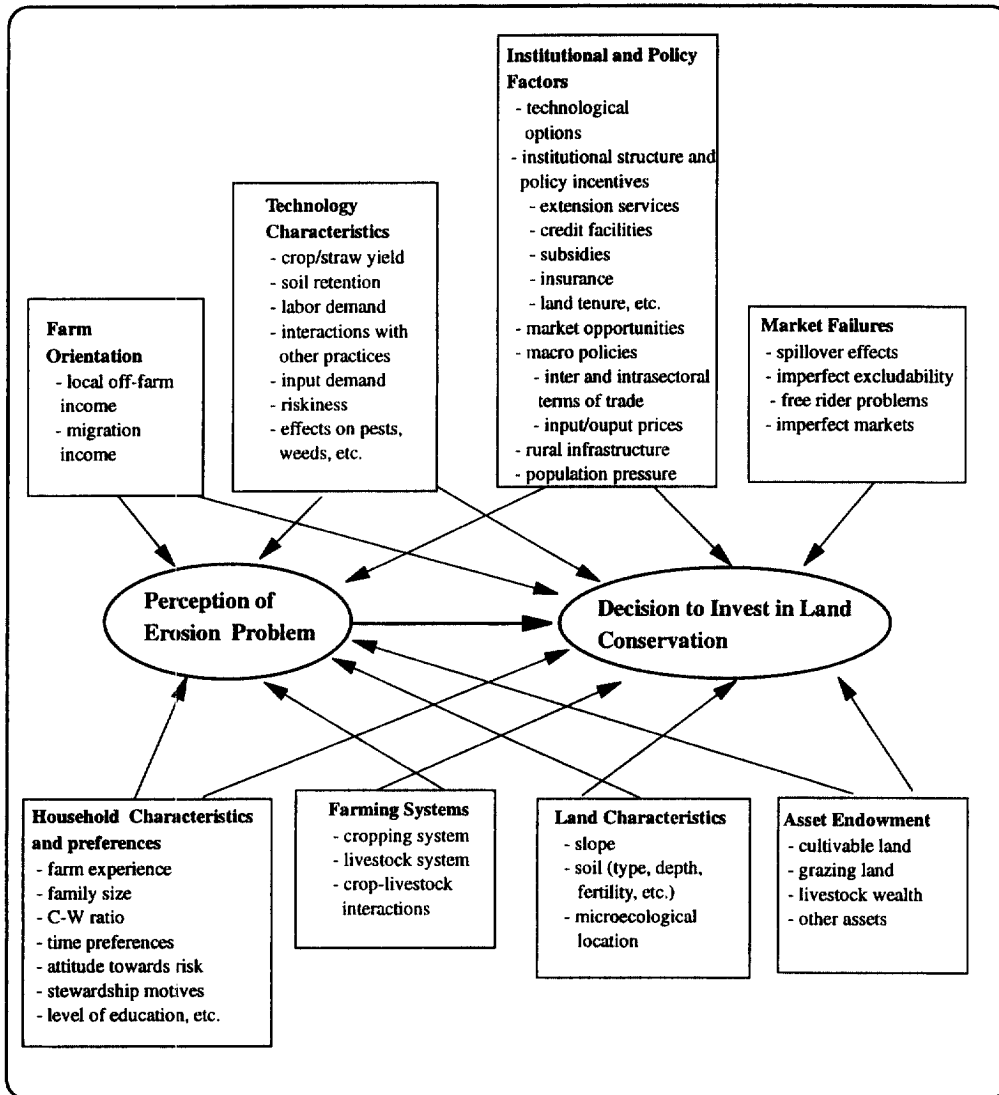 Institutional and Policy
Factors
- technological
options
- institutional structure and
policy incentives
- extension services
- credit facilities
- subsidies
- insurance
- land tenure, etc.
- market opportunities
- macro policies
- inter and intrasectoral
terms of trade
- input/ouput prices
- rural infrastructure
- population pressure
Technology
Characteristics
- crop/straw yield
- soil retention
- labor demand
- interactions with
other practices
- input demand
- riskiness
- effects on pests,
weeds, etc.
Farm
Orientation
- local off-farm
income
- migration
income
Market Failures
- spillover effects
- imperfect excludability
- free rider problems
- imperfect markets
Perception of
Erosion Problem
Decision to Invest in Land
Conservation
Household Characteristics
and preferences
- farm experience
- family size
- C-W ratio
- time preferences
- attitude towards risk
- stewardship motives
- level of education, etc.
Farming Systems
- cropping system
- livestock system
- crop-livestock
interactions
Land Characteristics
- slope
- soil (type, depth,
fertility, etc.)
- microecological
location
Asset Endowment
- cultivable land
- grazing land
- livestock wealth
- other assets